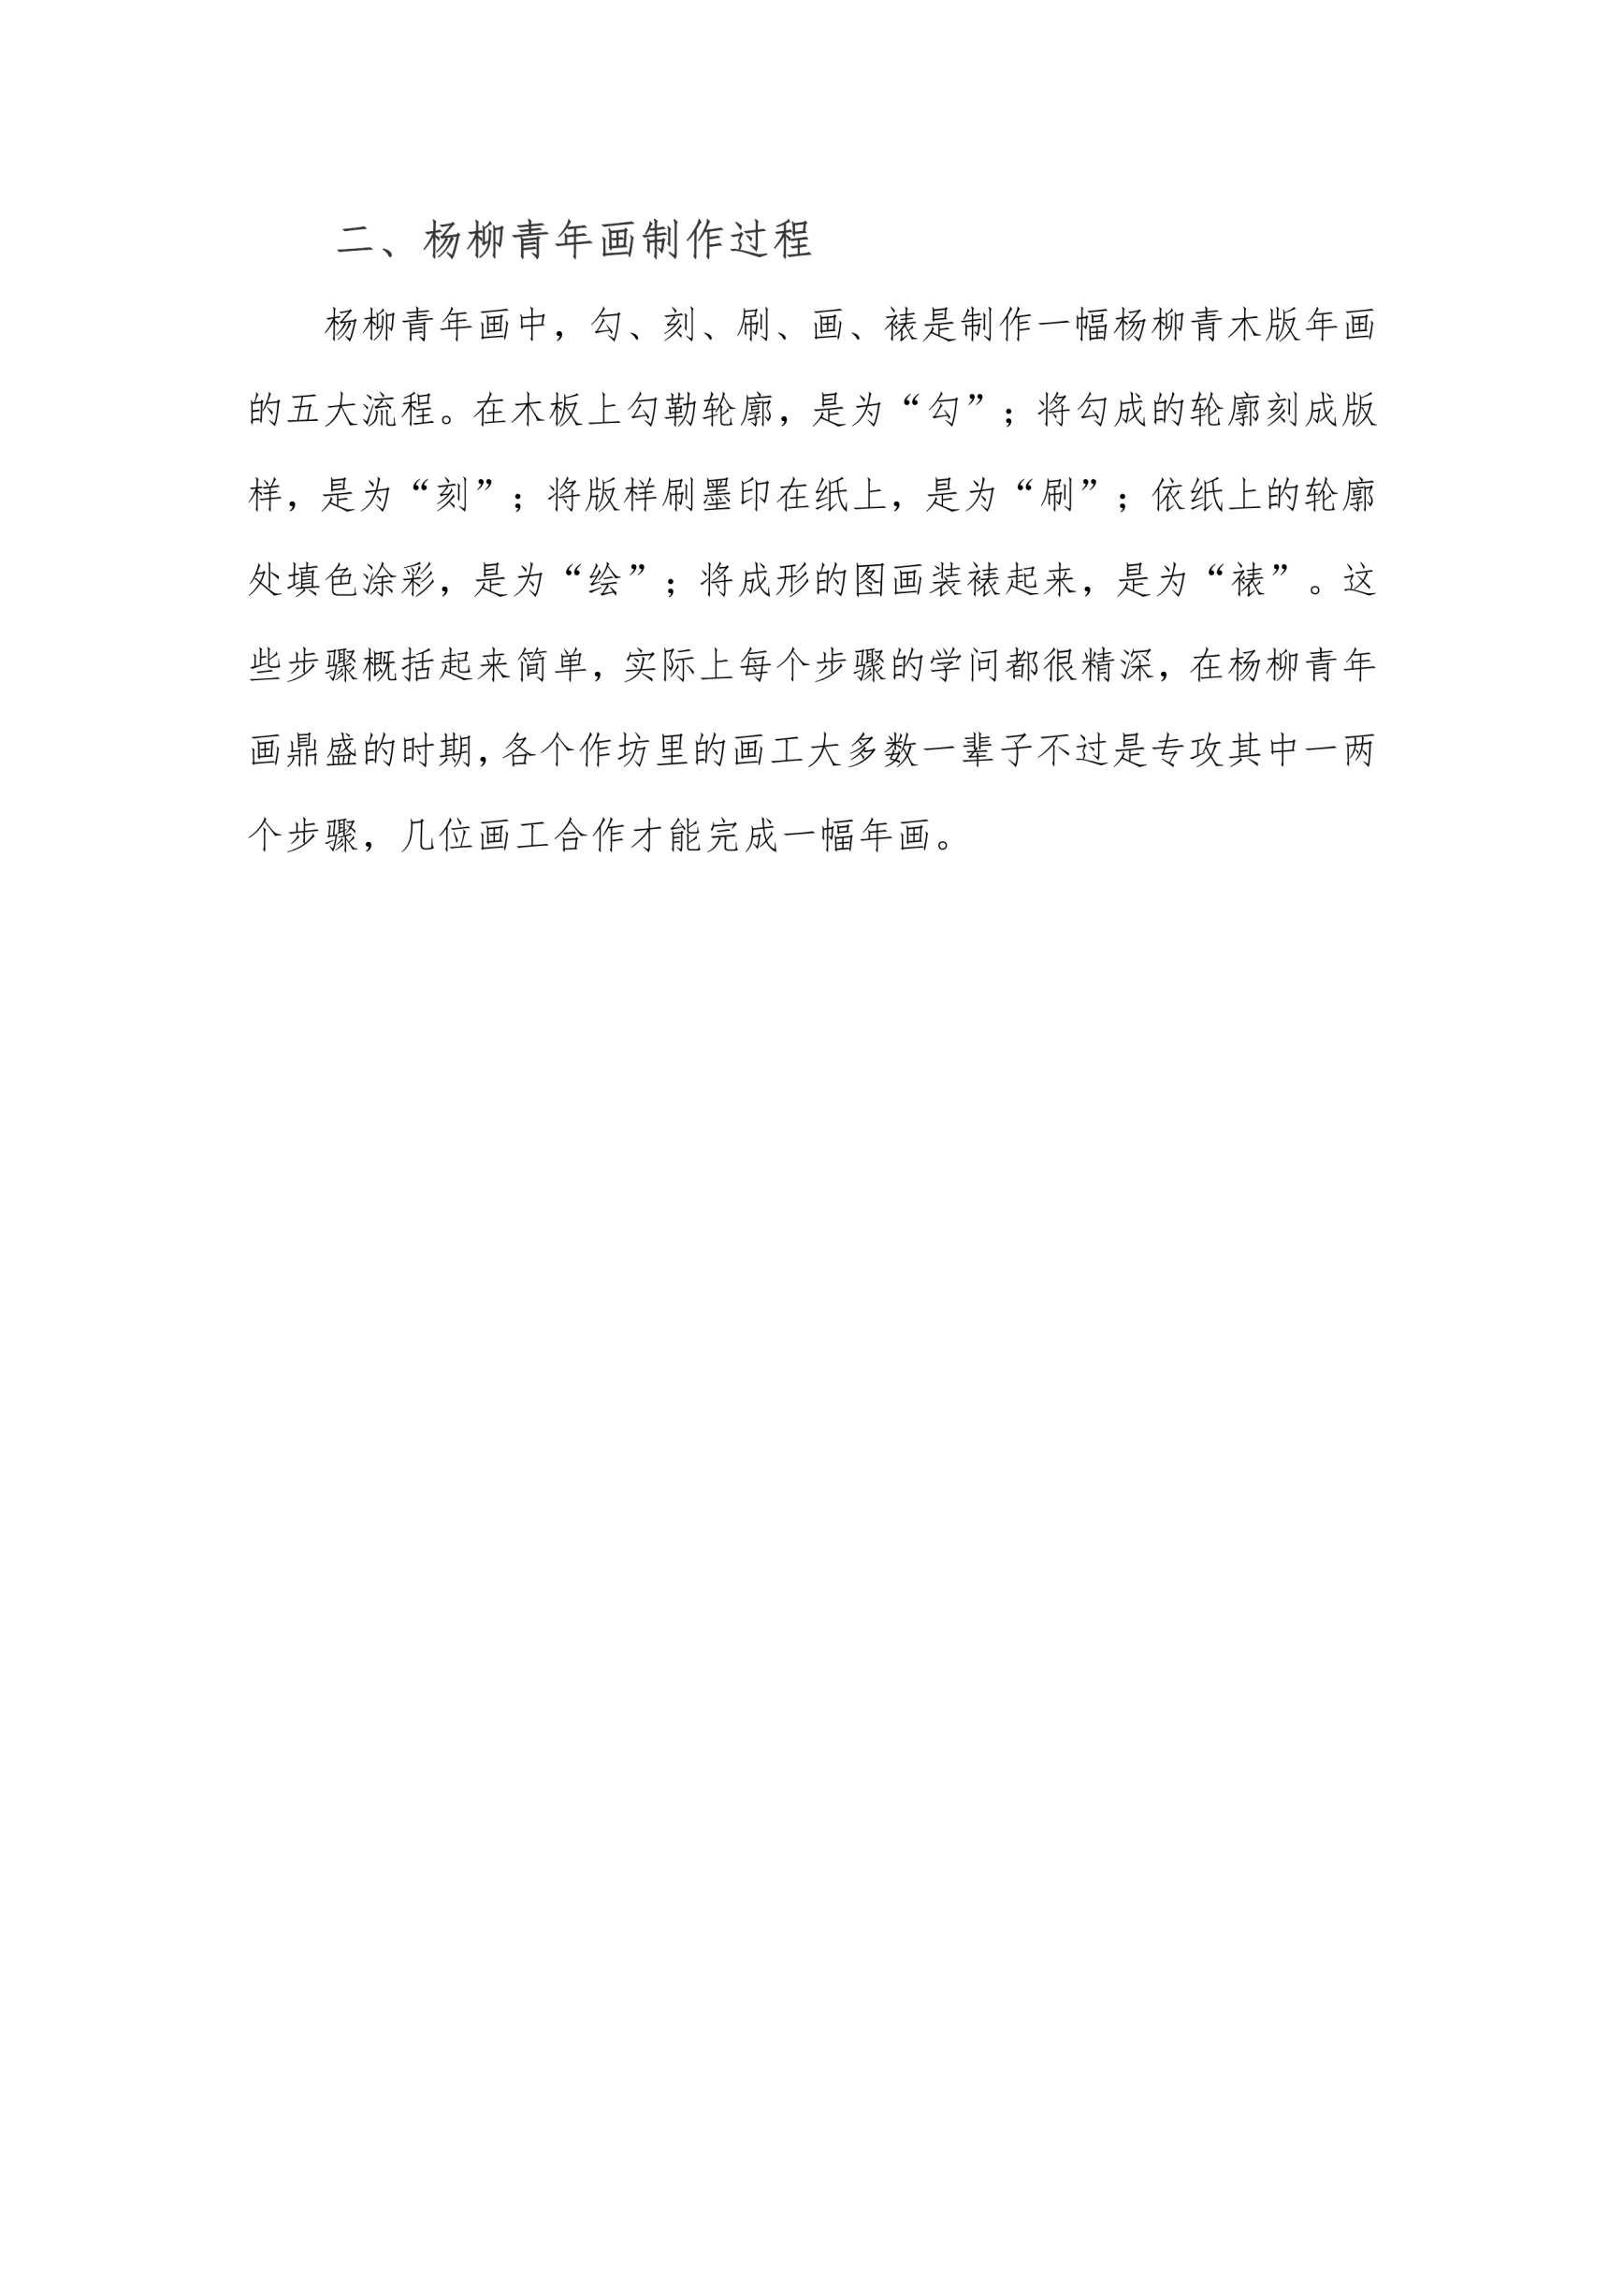 二、杨柳青年画制作过程
杨柳青年画中，勾、刻、刷、画、裱是制作一幅杨柳青木版年画
的五大流程。在木板上勾勒轮廓，是为“勾”；将勾成的轮廓刻成版
样，是为“刻”；将版样刷墨印在纸上，是为“刷”；依纸上的轮廓
处填色涂彩，是为“绘”；将成形的图画装裱起来，是为“裱”。这
些步骤概括起来简单，实际上每个步骤的学问都很精深，在杨柳青年
画鼎盛的时期，各个作坊里的画工大多数一辈子不过是专攻其中一两
个步骤，几位画工合作才能完成一幅年画。